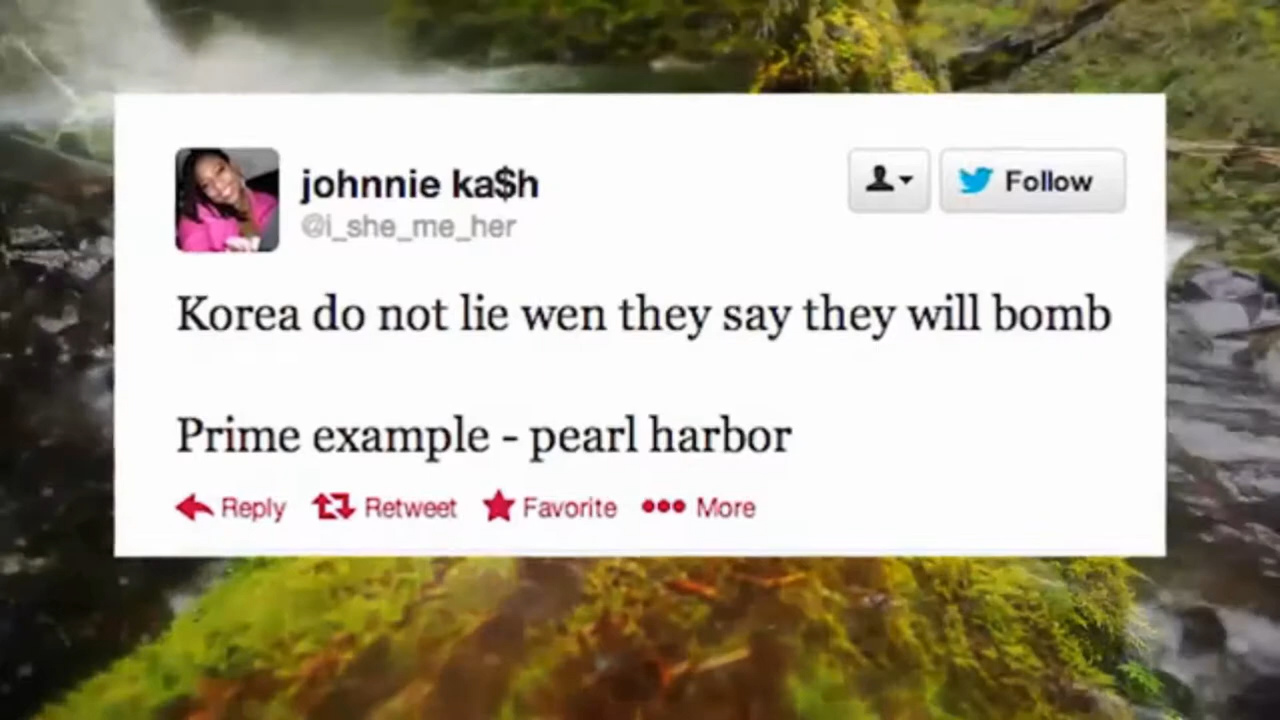 johnnie ka$h
@i_she_me_her
Follow
Korea do not lie wen they say they will bomb
Prime example - pearl harbor
Reply Retweet Favorite More